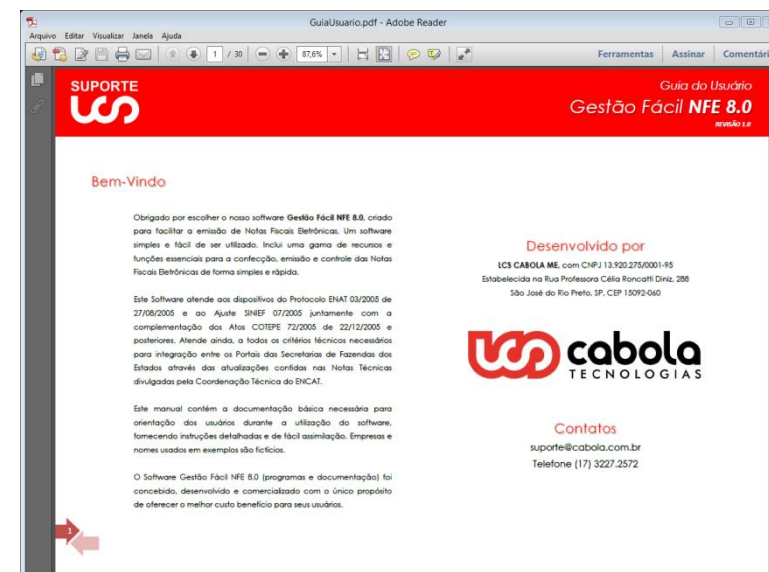 GuiaUsuario.pdf - Adobe Reader
Arquivo Editar Visualizar Janela Ajuda
1 / 30 87,6% Ferramentas Assinar Comentári
SUPORTE
LCS
Guia do Usuário
Gestão Fácil NFE 8.0
REVISÃO 1.0
Bem-Vindo
Obrigado por escolher o nosso software Gestão Fácil NFE 8.0, criado
para facilitar a emissão de Notas Fiscais Eletrônicas. Um software
simples e fácil de ser utilizado. Inclui uma gama de recursos e
funções essenciais para a confecção, emissão e controle das Notas
Fiscais Eletrônicas de forma simples e rápida.
Este Software atende aos dispositivos do Protocolo ENAT 03/2005 de
27/08/2005 e ao Ajuste SINIEF 07/2005 juntamente com a
complementação dos Atos COTEPE 72/2005 de 22/12/2005 e
posteriores. Atende ainda, a todos os critérios técnicos necessários
para integração entre os Portais das Secretarias de Fazendas dos
Estados através das atualizações contidas nas Notas Técnicas
divulgadas pela Coordenação Técnica do ENCAT.
Este manual contém a documentação básica necessária para
orientação dos usuários durante a utilização do software,
fornecendo instruções detalhadas e de fácil assimilação. Empresas e
nomes usados em exemplos são fictícios.
O Software Gestão Fácil NFE 8.0 (programas e documentação) foi
concebido, desenvolvido e comercializado com o único propósito
de oferecer o melhor custo benefício para seus usuários.
1
Desenvolvido por
LCS CABOLA ME, com CNPJ 13.920.275/0001-95
Estabelecida na Rua Professora Célia Roncatti Diniz, 288
São José do Rio Preto, SP, CEP 15092-060
LCS cabola
TECNOLOGIAS
Contatos
suporte@cabola.com.br
Telefone (17) 3227.2572